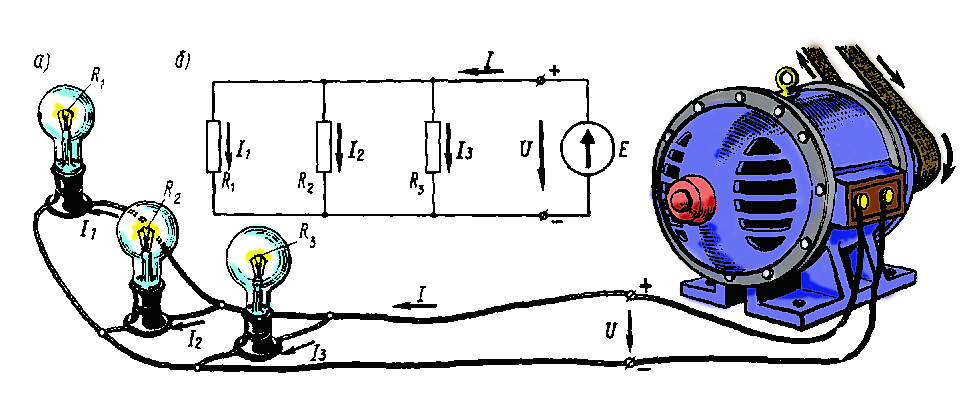 а) R₁
б)
I
+
I₁
I₂
I₃
U
E
R₁
R₂
R₃
−
R₂
I₁
R₃
I
+
I₂
I₃
U
−